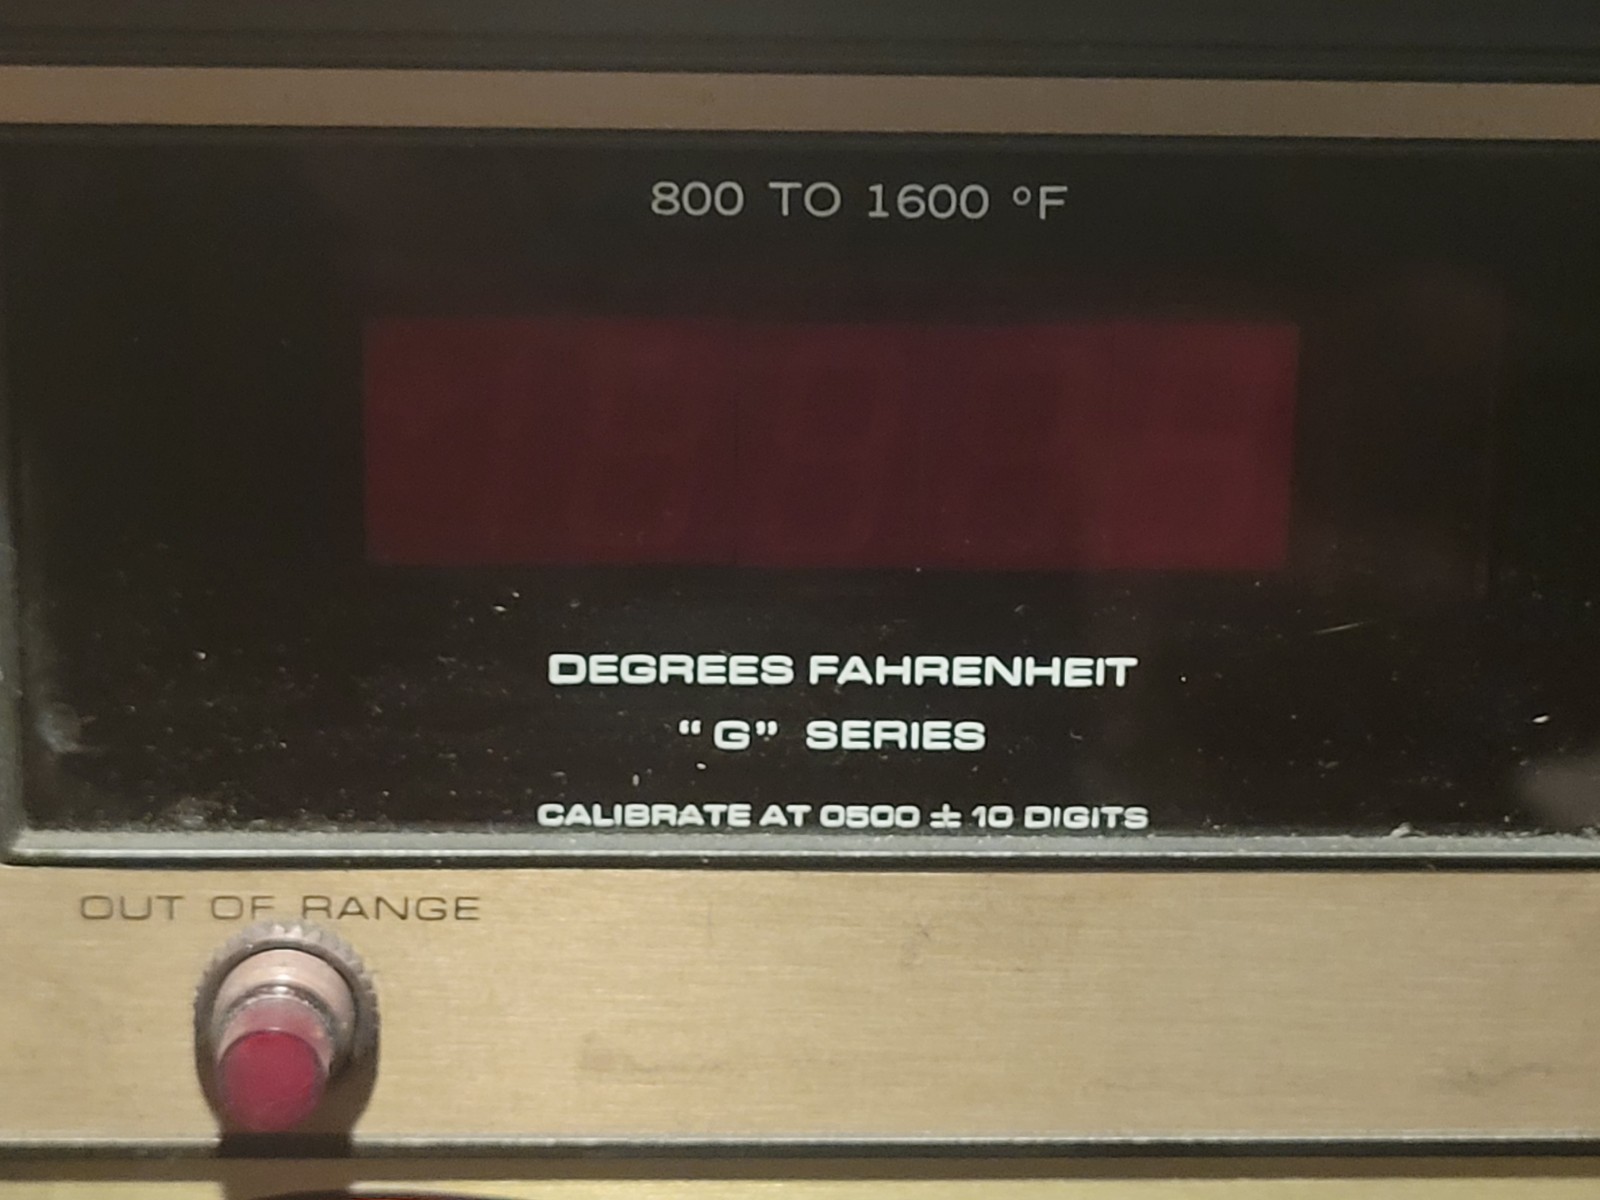 800 TO 1600 °F
DEGREES FAHRENHEIT
"G" SERIES
CALIBRATE AT 0500 ± 10 DIGITS
OUT OF RANGE